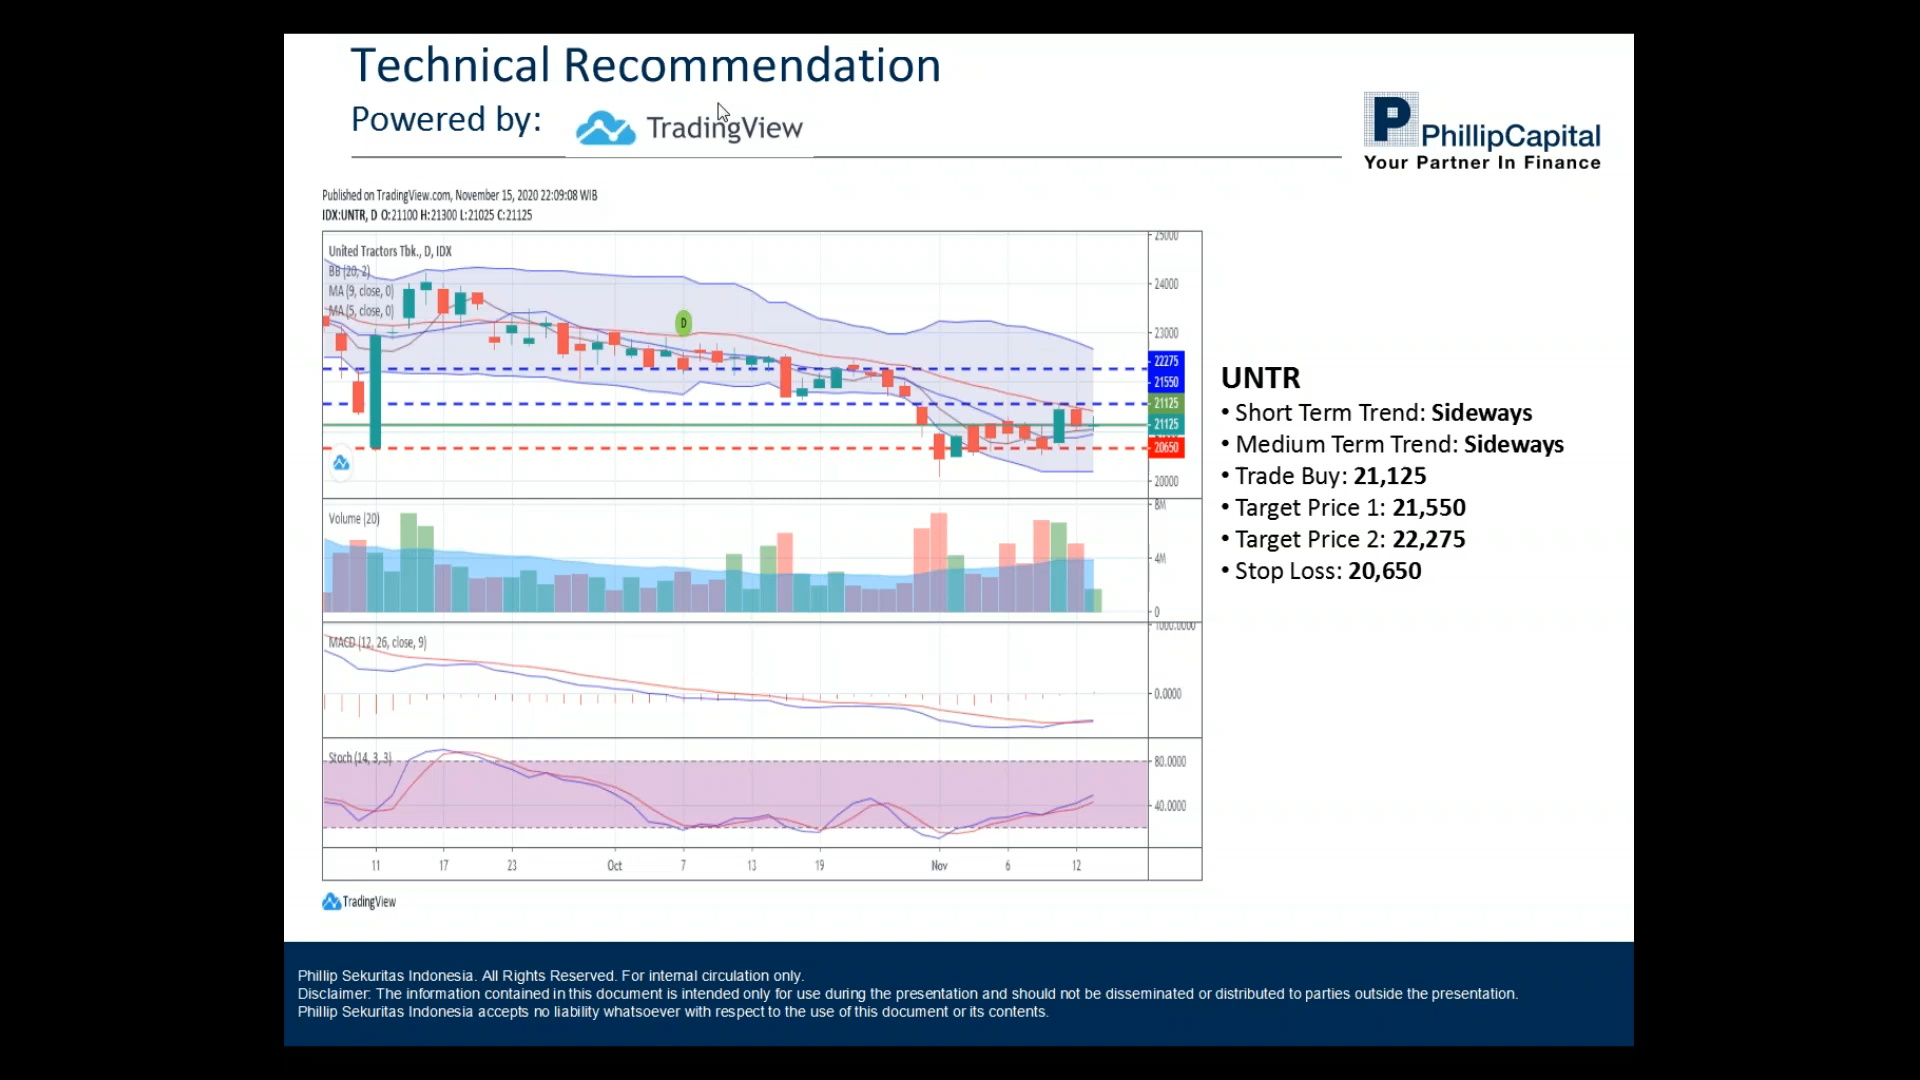 Technical Recommendation
Powered by:
TradingView
P
PhillipCapital
Your Partner In Finance
Published on TradingView.com, November 15, 2020 22:09:08 WIB
IDX:UNTR, D O:21100 H:21300 L:21025 C:21125
United Tractors Tbk., D, IDX
BB (20, 2)
MA (9, close, 0)
MA (5, close, 0)
D
25000
24000
23000
22275
21550
21125
21125
20650
20000
Volume (20)
8M
4M
0
MACD (12, 26, close, 9)
1000.0000
0.0000
Stoch (14, 3, 3)
80.0000
40.0000
11 17 23 Oct 7 13 19 Nov 6 12
TradingView
UNTR
• Short Term Trend: Sideways
• Medium Term Trend: Sideways
• Trade Buy: 21,125
• Target Price 1: 21,550
• Target Price 2: 22,275
• Stop Loss: 20,650
Phillip Sekuritas Indonesia. All Rights Reserved. For internal circulation only.
Disclaimer: The information contained in this document is intended only for use during the presentation and should not be disseminated or distributed to parties outside the presentation.
Phillip Sekuritas Indonesia accepts no liability whatsoever with respect to the use of this document or its contents.